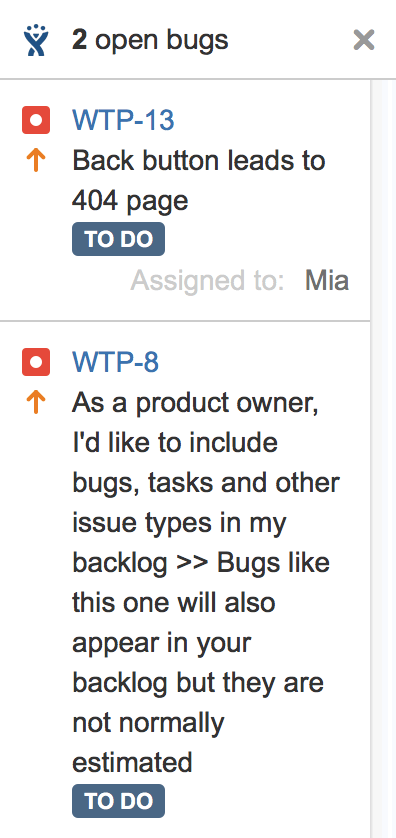 2 open bugs
WTP-13
Back button leads to
404 page
TO DO
Assigned to: Mia
WTP-8
As a product owner,
I'd like to include
bugs, tasks and other
issue types in my
backlog >> Bugs like
this one will also
appear in your
backlog but they are
not normally
estimated
TO DO